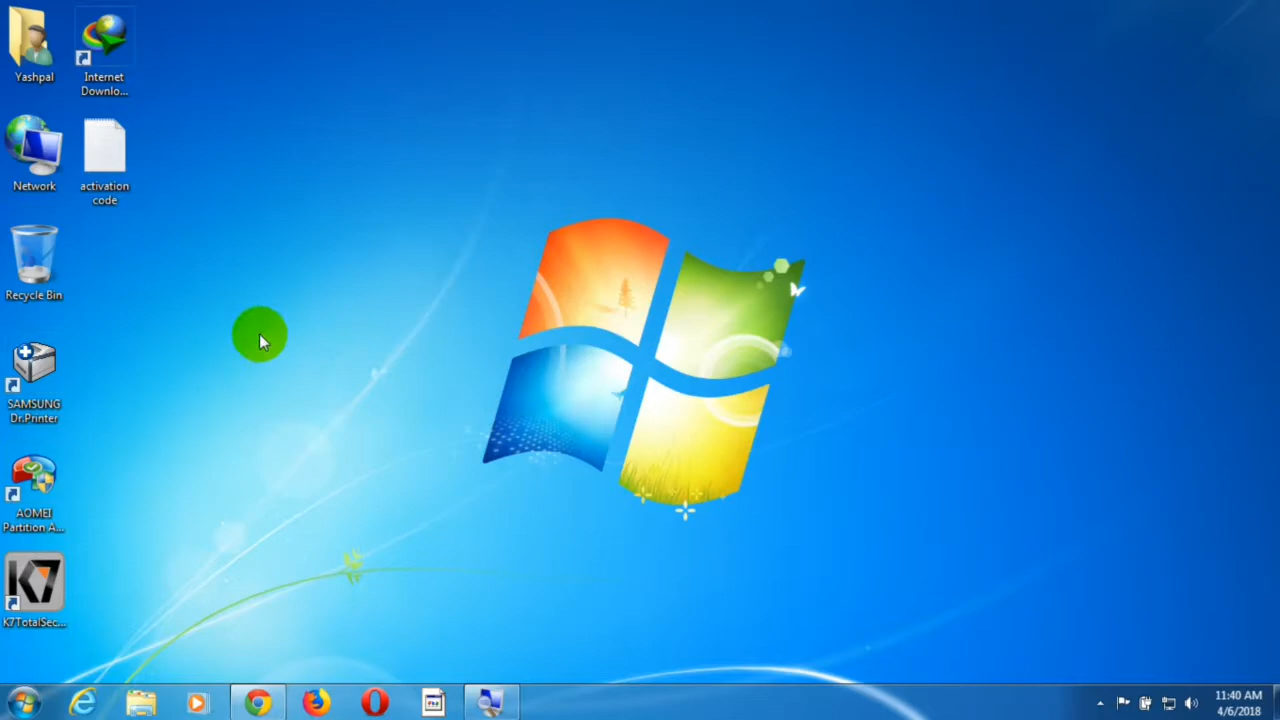 Yashpal
Internet
Downlo...
Network
activation
code
Recycle Bin
SAMSUNG
Dr.Printer
AOMEI
Partition A...
K7
K7TotalSec...
11:40 AM
4/6/2018